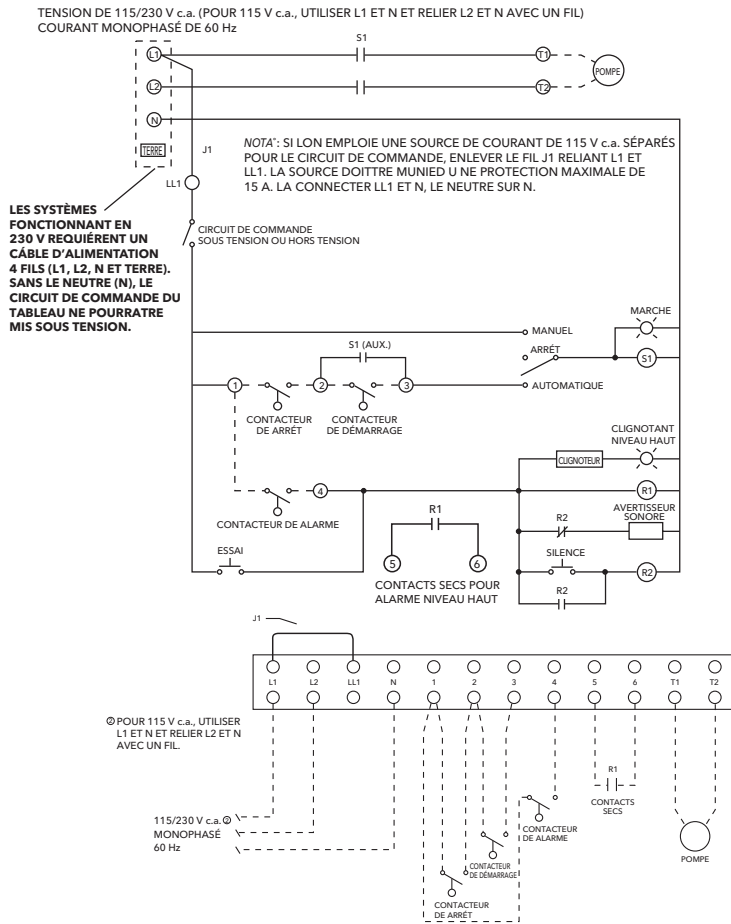 TENSION DE 115/230 V c.a. (POUR 115 V c.a., UTILISER L1 ET N ET RELIER L2 ET N AVEC UN FIL)
COURANT MONOPHASÉ DE 60 Hz
S1
L1
T1
POMPE
L2
T2
N
TERRE
J1
NOTA": SI LON EMPLOIE UNE SOURCE DE COURANT DE 115 V c.a. SÉPARÉS
POUR LE CIRCUIT DE COMMANDE, ENLEVER LE FIL J1 RELIANT L1 ET
LL1. LA SOURCE DOITTRE MUNIED U NE PROTECTION MAXIMALE DE
15 A. LA CONNECTER LL1 ET N, LE NEUTRE SUR N.
LL1
LES SYSTÈMES
FONCTIONNANT EN
230 V REQUIÉRENT UN
CÁBLE D'ALIMENTATION
4 FILS (L1, L2, N ET TERRE).
SANS LE NEUTRE (N), LE
CIRCUIT DE COMMANDE DU
TABLEAU NE POURRATRE
MIS SOUS TENSION.
CIRCUIT DE COMMANDE
SOUS TENSION OU HORS TENSION
MARCHE
MANUEL
S1 (AUX.)
ARRÉT
S1
1
2
3
AUTOMATIQUE
CONTACTEUR
DE ARRÉT
CONTACTEUR
DE DÉMARRAGE
CLIGNOTANT
NIVEAU HAUT
CLIGNOTEUR
4
R1
CONTACTEUR DE ALARME
R1
AVERTISSEUR
SONORE
R2
ESSAI
5
6
SILENCE
R2
CONTACTS SECS POUR
ALARME NIVEAU HAUT
R2
J1
L1 L2 LL1 N 1 2 3 4 5 6 T1 T2
② POUR 115 V c.a., UTILISER
L1 ET N ET RELIER L2 ET N
AVEC UN FIL.
R1
CONTACTS
SECS
115/230 V c.a.②
MONOPHASÉ
60 Hz
CONTACTEUR
DE ALARME
POMPE
CONTACTEUR
DE DÉMARRAGE
CONTACTEUR
DE ARRÉT